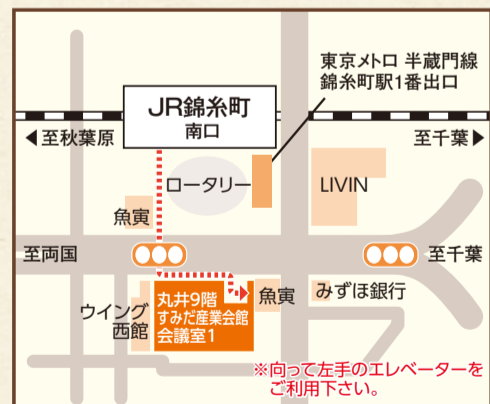 東京メトロ 半蔵門線
錦糸町駅1番出口
JR錦糸町
南口
◀至秋葉原
至千葉▶
ロータリー
LIVIN
魚寅
至両国
至千葉
ウイング
西館
丸井9階
すみだ産業会館
会議室1
魚寅
みずほ銀行
※向って左手のエレベーターを
ご利用下さい。